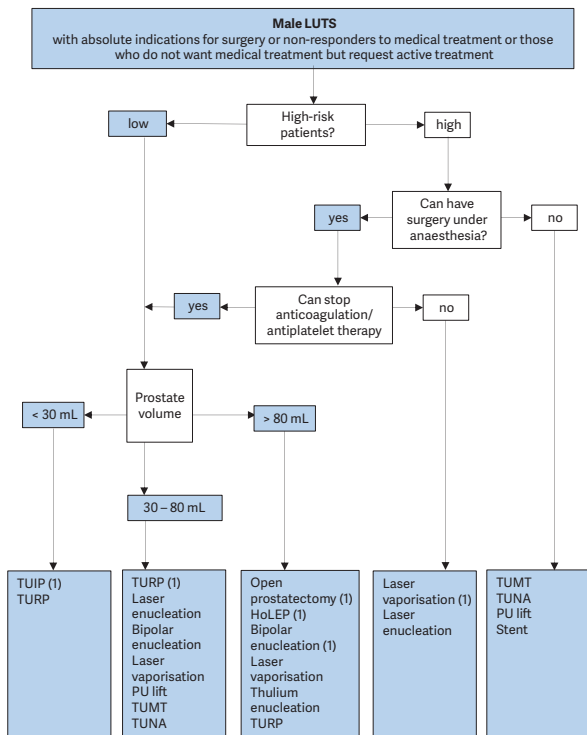 Male LUTS
with absolute indications for surgery or non-responders to medical treatment or those
who do not want medical treatment but request active treatment
High-risk
patients?
low
high
Can have
surgery under
anaesthesia?
yes
no
Can stop
anticoagulation/
antiplatelet therapy
yes
no
Prostate
volume
< 30 mL
> 80 mL
30 – 80 mL
TUIP (1)
TURP
TURP (1)
Laser
enucleation
Bipolar
enucleation
Laser
vaporisation
PU lift
TUMT
TUNA
Open
prostatectomy (1)
HoLEP (1)
Bipolar
enucleation (1)
Laser
vaporisation
Thulium
enucleation
TURP
Laser
vaporisation (1)
Laser
enucleation
TUMT
TUNA
PU lift
Stent